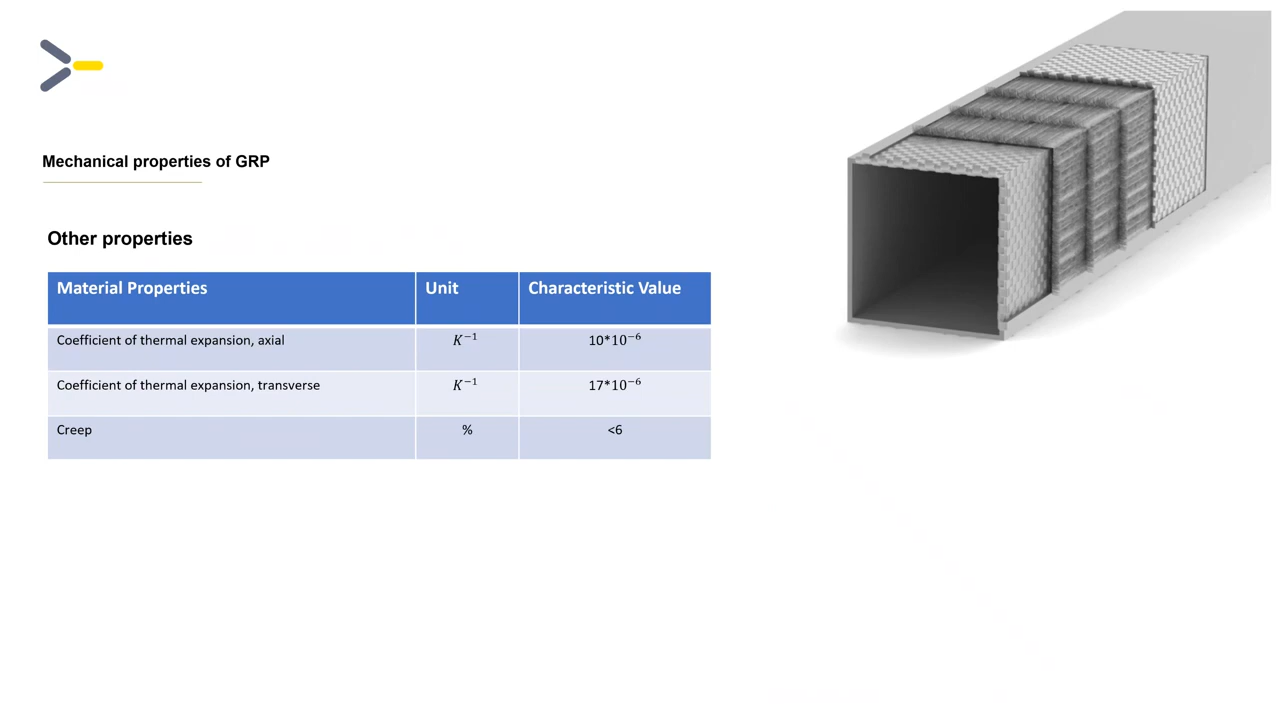 Mechanical properties of GRP
Other properties
Material Properties Unit Characteristic Value
Coefficient of thermal expansion, axial K⁻¹ 10*10⁻⁶
Coefficient of thermal expansion, transverse K⁻¹ 17*10⁻⁶
Creep % <6